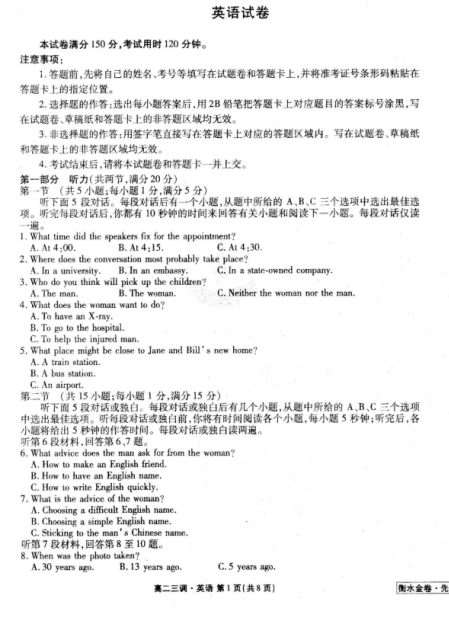 英语试卷
本试卷满分 150 分,考试用时 120 分钟。
注意事项:
1. 答题前,先将自己的姓名、考号等填写在试题卷和答题卡上,并将准考证号条形码粘贴在
答题卡上的指定位置。
2. 选择题的作答:选出每小题答案后,用 2B 铅笔把答题卡上对应题目的答案标号涂黑,写
在试题卷、草稿纸和答题卡上的非答题区域均无效。
3. 非选择题的作答:用签字笔直接写在答题卡上对应的答题区域内。写在试题卷、草稿纸
和答题卡上的非答题区域均无效。
4. 考试结束后,请将本试题卷和答题卡一并上交。
第一部分 听力(共两节,满分 20 分)
第一节 (共 5 小题;每小题 1 分,满分 5 分)
听下面 5 段对话。每段对话后有一个小题,从题中所给的 A、B、C 三个选项中选出最佳选
项。听完每段对话后,你都有 10 秒钟的时间来回答有关小题和阅读下一小题。每段对话仅读
一遍。
1. What time did the speakers fix for the appointment?
A. At 4:00. B. At 4:15. C. At 4:30.
2. Where does the conversation most probably take place?
A. In a university. B. In an embassy. C. In a state-owned company.
3. Who do you think will pick up the children?
A. The man. B. The woman. C. Neither the woman nor the man.
4. What does the woman want to do?
A. To have an X-ray.
B. To go to the hospital.
C. To help the injured man.
5. What place might be close to Jane and Bill's new home?
A. A train station.
B. A bus station.
C. An airport.
第二节 (共 15 小题;每小题 1 分,满分 15 分)
听下面 5 段对话或独白。每段对话或独白后有几个小题,从题中所给的 A、B、C 三个选项
中选出最佳选项。听每段对话或独白前,你将有时间阅读各个小题,每小题 5 秒钟;听完后,各
小题将给出 5 秒钟的作答时间。每段对话或独白读两遍。
听第 6 段材料,回答第 6、7 题。
6. What advice does the man ask for from the woman?
A. How to make an English friend.
B. How to have an English name.
C. How to write English quickly.
7. What is the advice of the woman?
A. Choosing a difficult English name.
B. Choosing a simple English name.
C. Sticking to the man's Chinese name.
听第 7 段材料,回答第 8 至 10 题。
8. When was the photo taken?
A. 30 years ago. B. 13 years ago. C. 5 years ago.
高二三调·英语 第 1 页(共 8 页) 衡水金卷·先